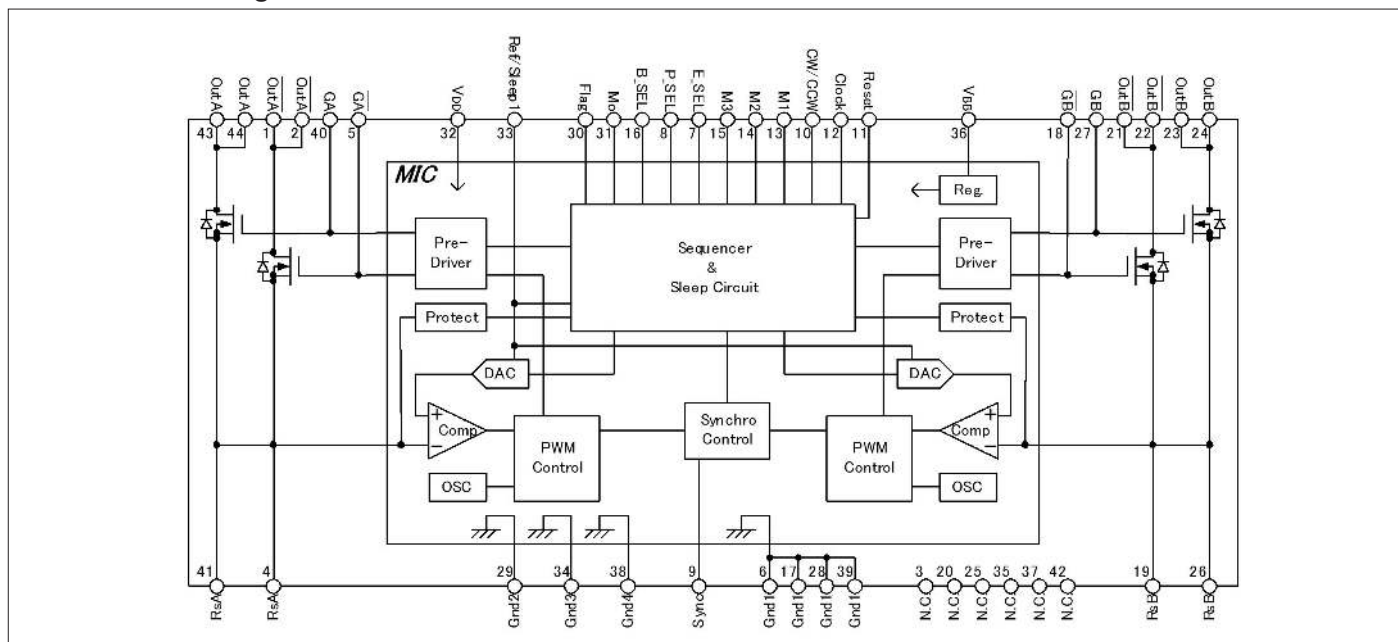 OutA
OutA
OutA
OutA
GA
GA
VDD
Ref/Sleep1
Flag
Mo
B_SEL
P_SEL
E_SEL
M3
M2
M1
CW/CCW
Clock
Reset
VBB
GB
GB
OutB
OutB
OutB
OutB
43 44 1 2 40 5 32 33 30 31 16 8 7 15 14 13 10 12 11 36 18 27 21 22 23 24
MIC
Reg.
Pre-
Driver
Sequencer
&
Sleep Circuit
Pre-
Driver
Protect
Protect
DAC
DAC
+
Comp
−
Synchro
Control
+
Comp
−
PWM
Control
PWM
Control
OSC
OSC
41 4 29 34 38 9 6 17 28 39 3 20 25 35 37 42 19 26
RsA
RsA
Gnd2
Gnd3
Gnd4
Sync
Gnd1
Gnd1
Gnd1
Gnd1
N.C.
N.C.
N.C.
N.C.
N.C.
N.C.
RsB
RsB